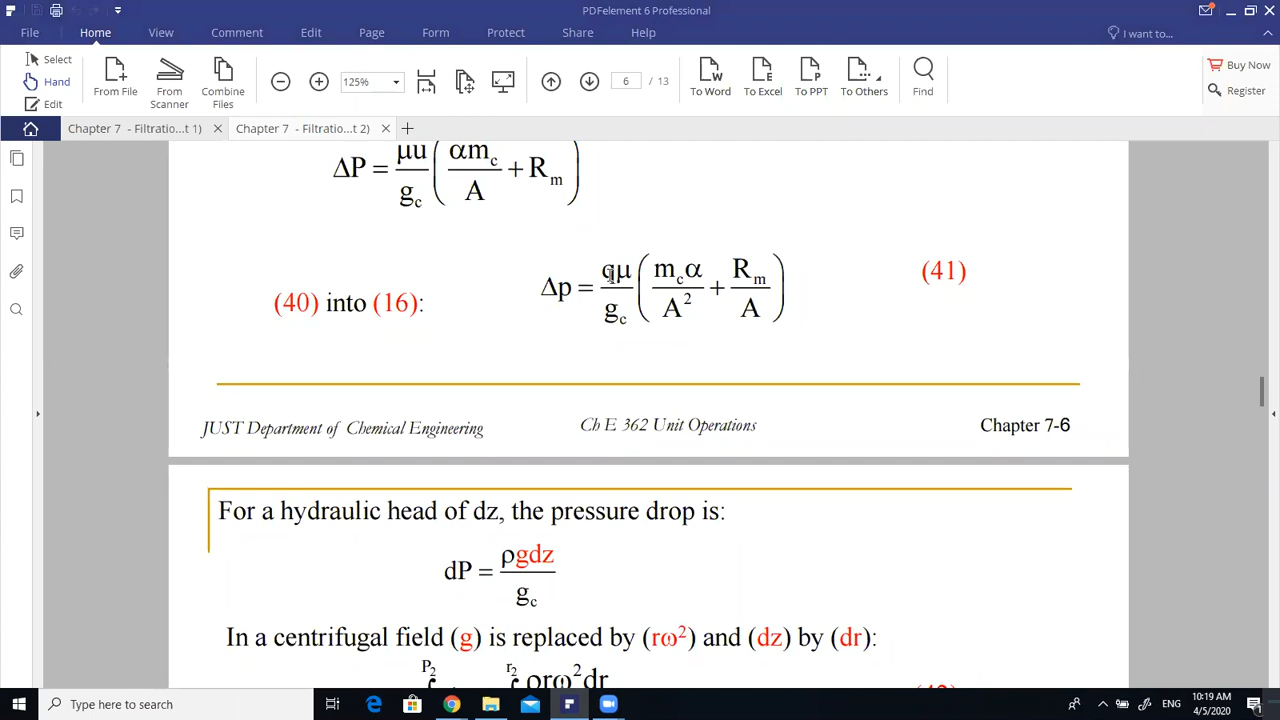 PDFelement 6 Professional
File Home View Comment Edit Page Form Protect Share Help I want to...
Select
Hand
Edit
From File
From Scanner
Combine Files
125%
6 / 13
To Word
To Excel
To PPT
To Others
Find
Buy Now
Register
Chapter 7 - Filtratio...t 1) × Chapter 7 - Filtratio...t 2) × +
ΔP = μu/g_c ( αm_c/A + R_m )
(40) into (16): Δp = qμ/g_c ( m_cα/A² + R_m/A ) (41)
JUST Department of Chemical Engineering Ch E 362 Unit Operations Chapter 7-6
For a hydraulic head of dz, the pressure drop is:
dP = ρgdz/g_c
In a centrifugal field (g) is replaced by (rω²) and (dz) by (dr):
P₂ r₂
∫ ∫ ρrω²dr
Type here to search
ENG
10:19 AM
4/5/2020